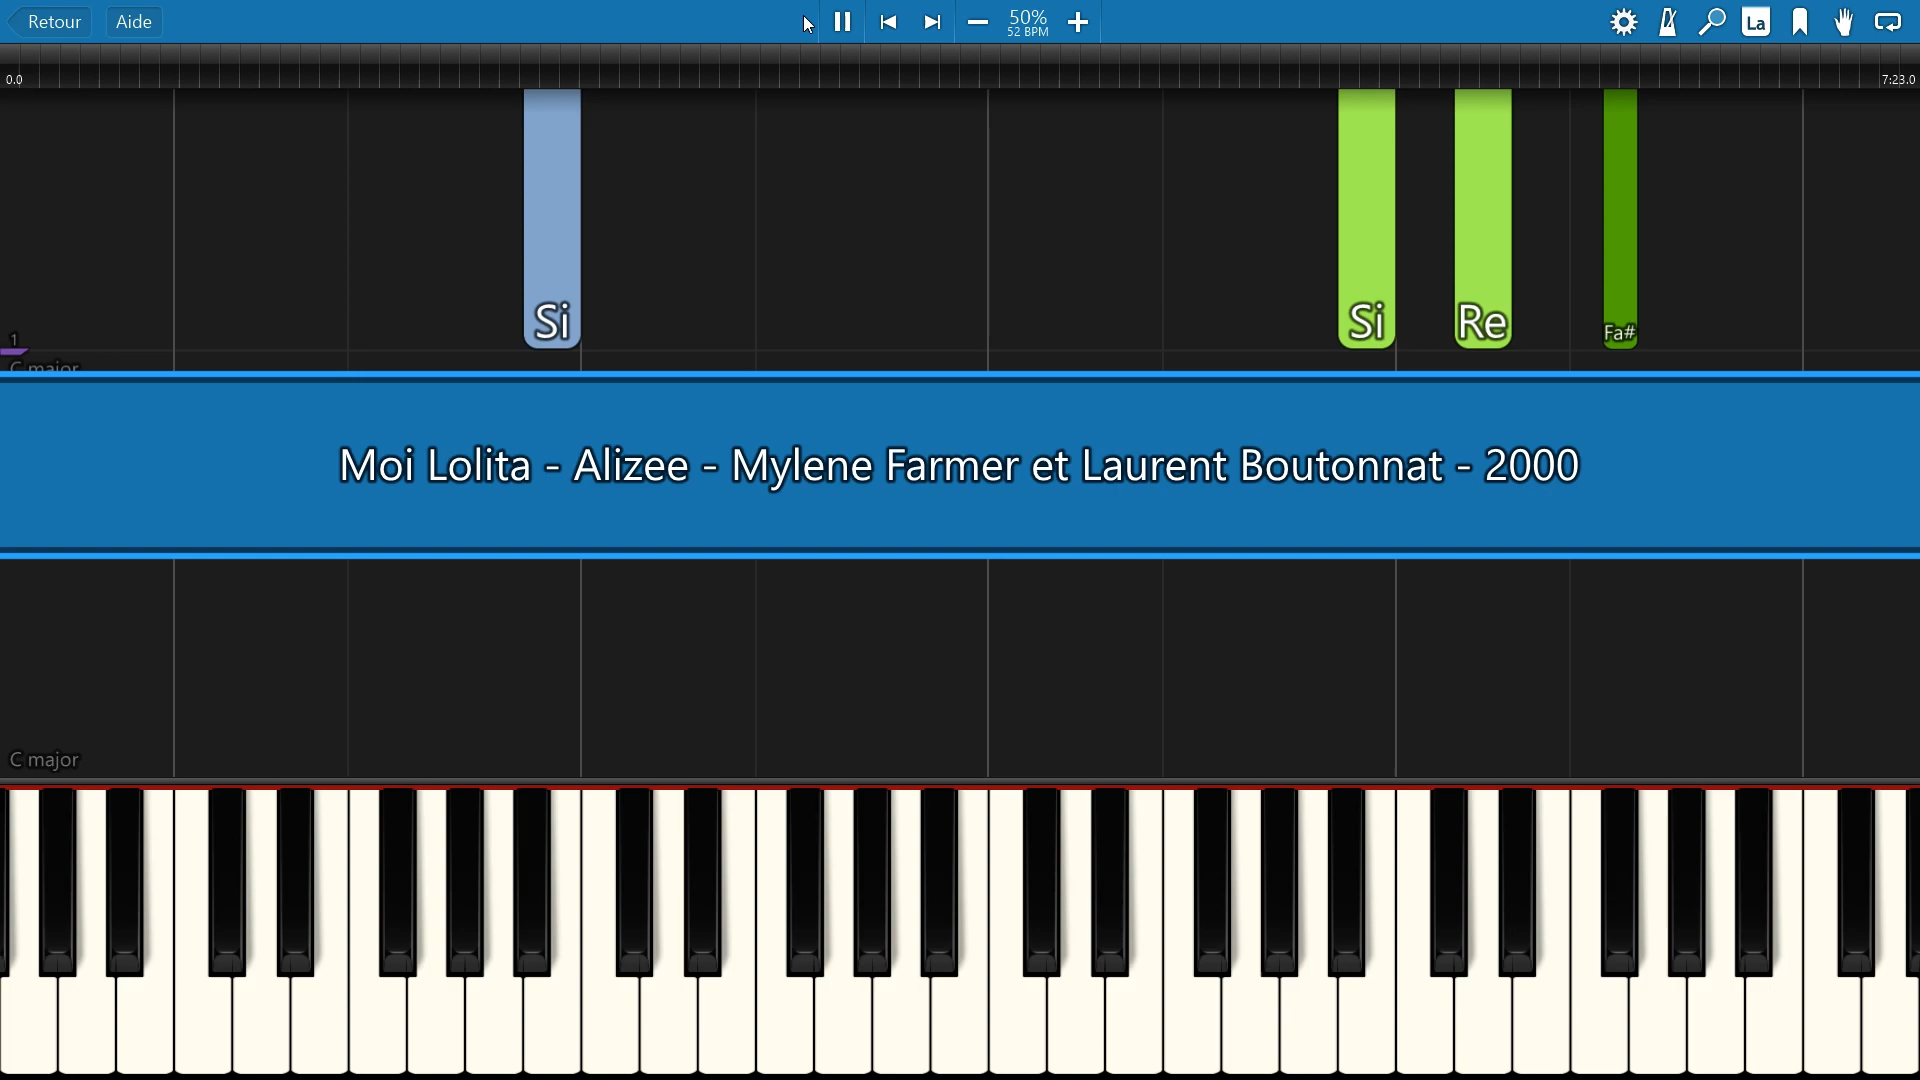 Retour Aide 50% La
52 BPM
0.0 7:23.0
Si Si Re Fa#
1
C major
Moi Lolita - Alizee - Mylene Farmer et Laurent Boutonnat - 2000
C major